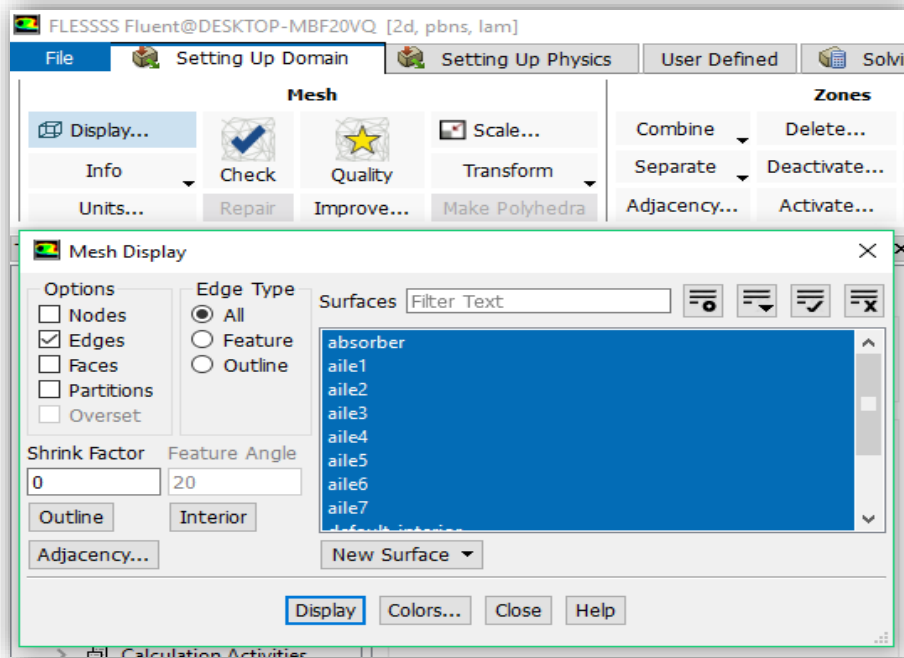 FLESSSS Fluent@DESKTOP-MBF20VQ [2d, pbns, lam]
File Setting Up Domain Setting Up Physics User Defined Solvi
Mesh Zones
Display... Scale... Combine Delete...
Info Check Quality Transform Separate Deactivate...
Units... Repair Improve... Make Polyhedra Adjacency... Activate...
Mesh Display
Options Edge Type
Surfaces Filter Text
Nodes All
Edges Feature
Faces Outline
Partitions
Overset
absorber
aile1
aile2
aile3
aile4
aile5
aile6
aile7
default-interior
Shrink Factor Feature Angle
0 20
Outline Interior
Adjacency... New Surface
Display Colors... Close Help
Calculation Activities